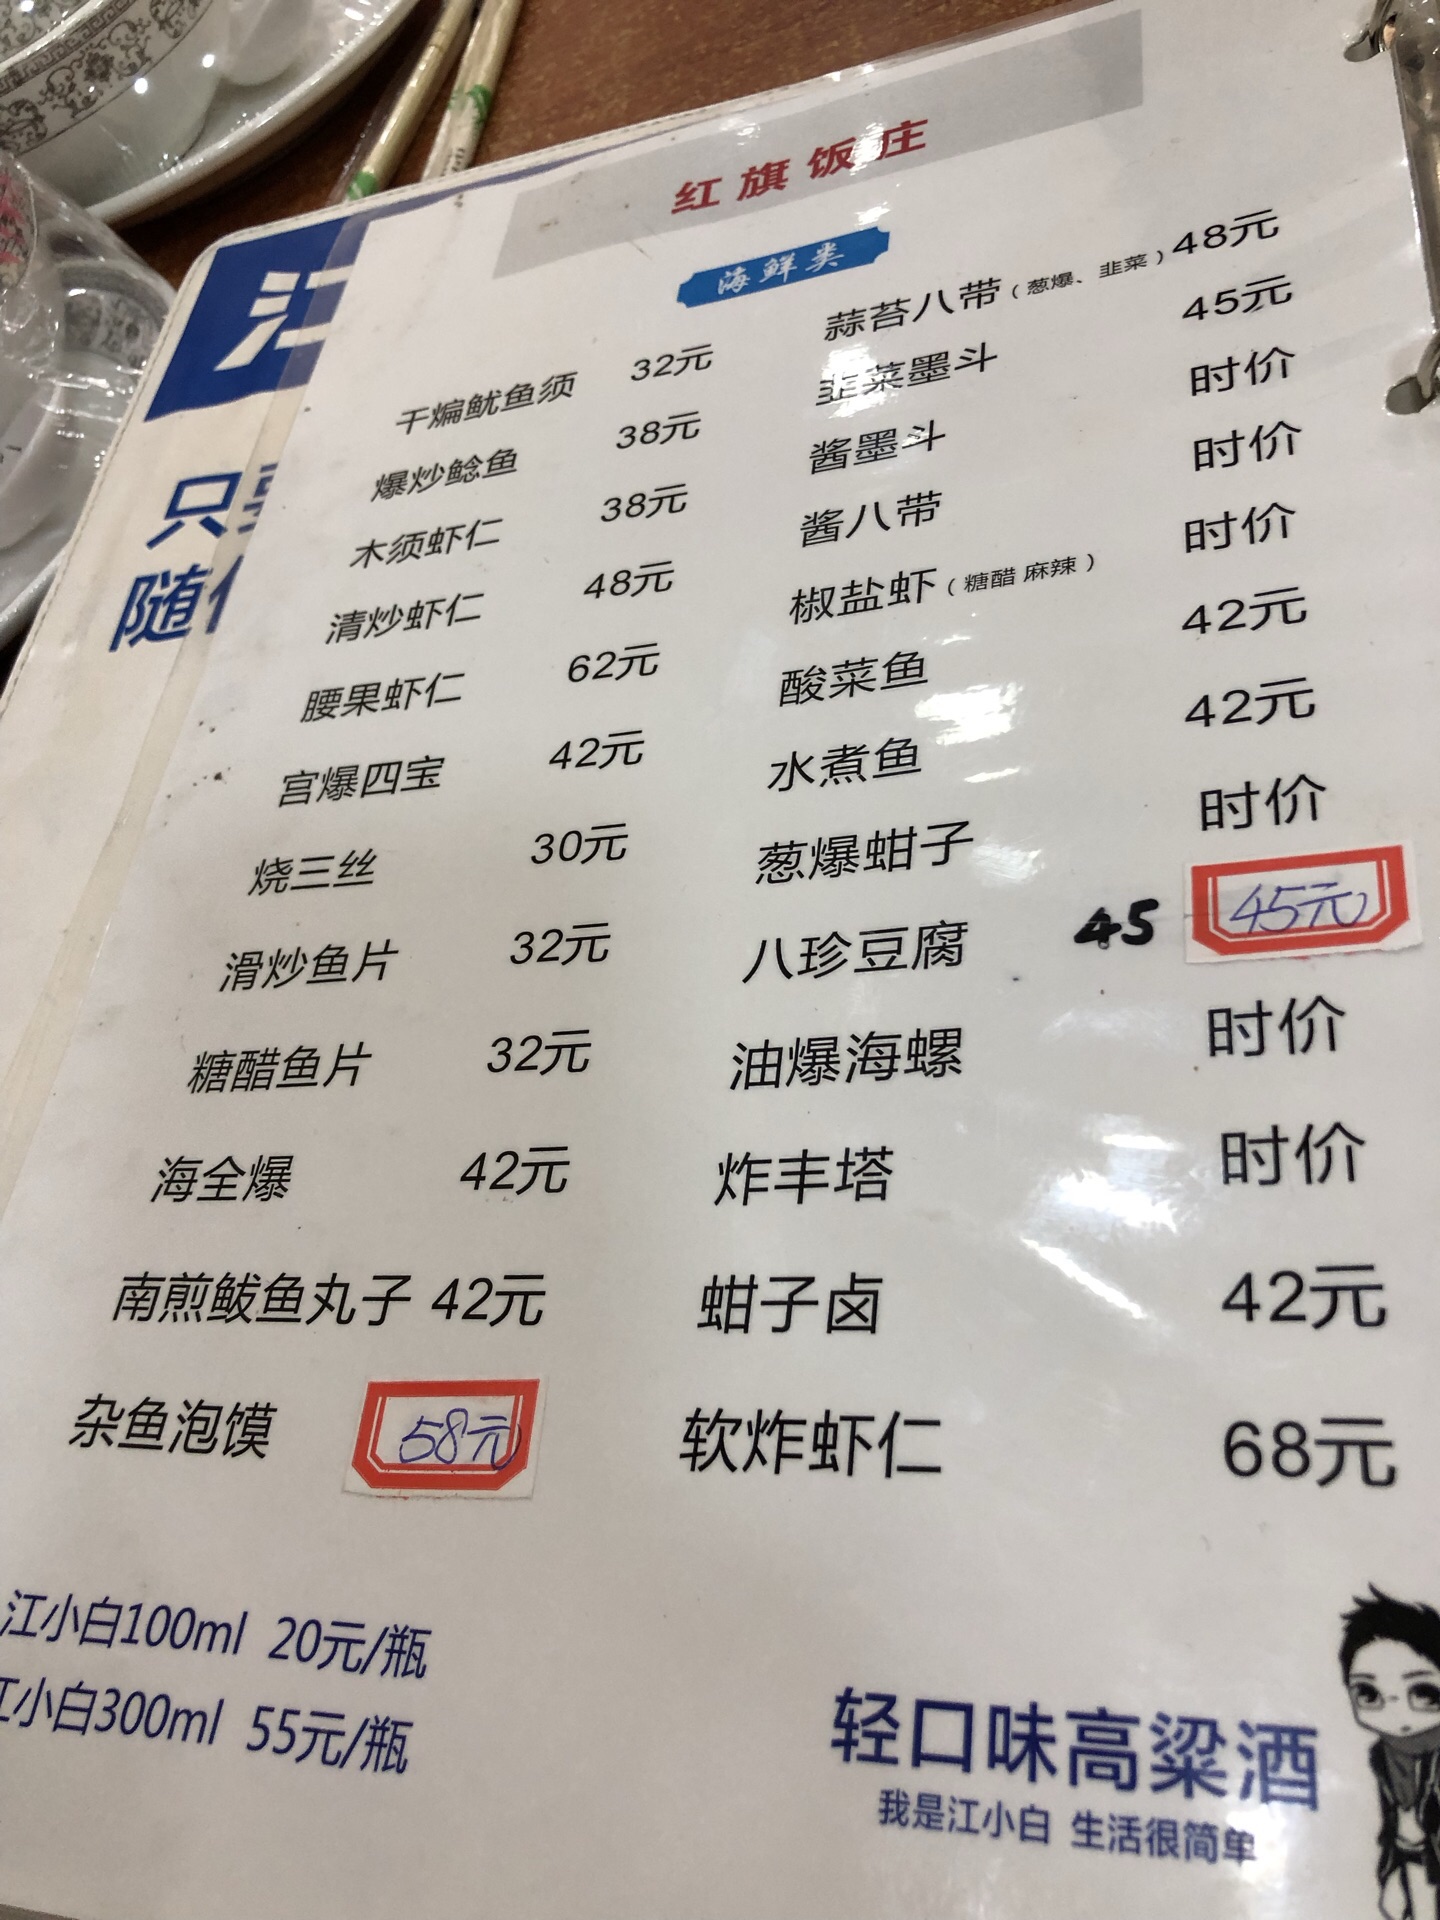 红旗饭庄
海鲜类
江
只
随
干煸鱿鱼须 32元
爆炒鲶鱼 38元
木须虾仁 38元
清炒虾仁 48元
腰果虾仁 62元
宫爆四宝 42元
烧三丝 30元
滑炒鱼片 32元
糖醋鱼片 32元
海全爆 42元
南煎鲅鱼丸子 42元
杂鱼泡馍 58元
蒜苔八带（葱爆、韭菜）48元
韭菜墨斗 45元
酱墨斗 时价
酱八带 时价
椒盐虾（糖醋 麻辣） 时价
酸菜鱼 42元
水煮鱼 42元
葱爆蚶子 时价
八珍豆腐 45 45元
油爆海螺 时价
炸丰塔 时价
蚶子卤 42元
软炸虾仁 68元
江小白100ml 20元/瓶
江小白300ml 55元/瓶
轻口味高粱酒
我是江小白 生活很简单